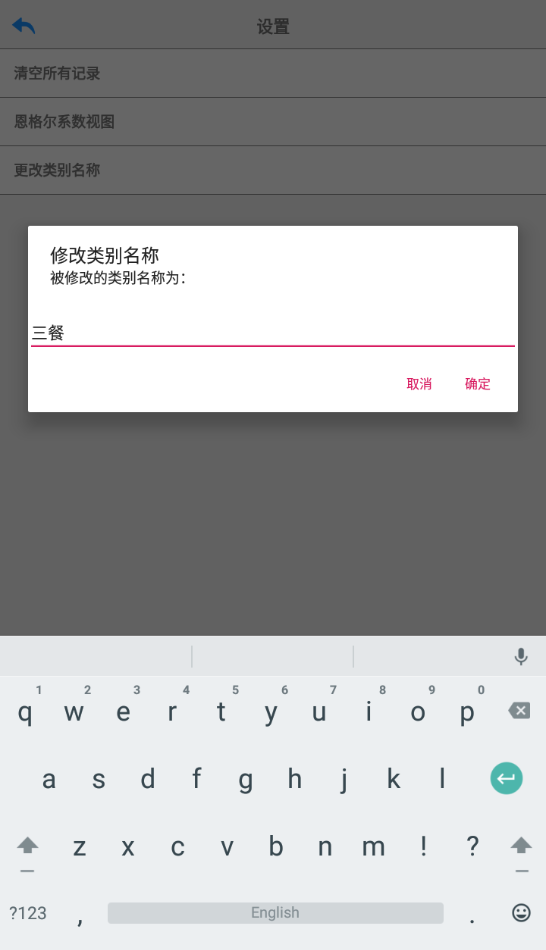 设置
清空所有记录
恩格尔系数视图
更改类别名称
修改类别名称
被修改的类别名称为：
三餐
取消 确定
1 2 3 4 5 6 7 8 9 0
q w e r t y u i o p
a s d f g h j k l
z x c v b n m ! ?
?123 , English .